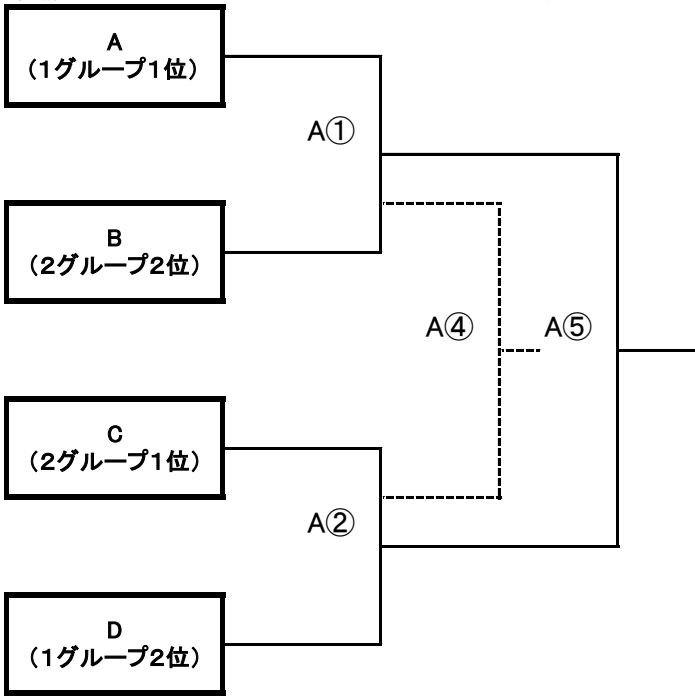 A
（１グループ１位）
A①
B
（２グループ２位）
A④
A⑤
C
（２グループ１位）
A②
D
（１グループ２位）